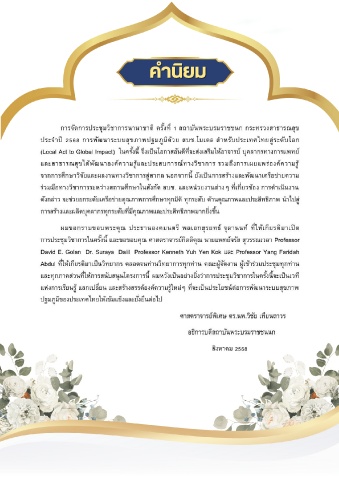 คำนิยม
การจัดการประชุมวิชาการนานาชาติ ครั้งที่ 1 สถาบันพระบรมราชชนก กระทรวงสาธารณสุข
ประจำปี 2568 การพัฒนาระบบสุขภาพปฐมภูมิด้วย สบช.โมเดล สำหรับประเทศไทยสู่ระดับโลก
(Local Act to Global Impact) ในครั้งนี้ จึงเป็นโอกาสอันดีที่จะส่งเสริมให้อาจารย์ บุคลากรทางการแพทย์
และสาธารณสุขได้พัฒนาองค์ความรู้และประสบการณ์ทางวิชาการ รวมถึงการเผยแพร่องค์ความรู้
จากการศึกษาวิจัยและผลงานทางวิชาการสู่สากล นอกจากนี้ ยังเป็นการสร้างและพัฒนาเครือข่ายความ
ร่วมมือทางวิชาการระหว่างสถานศึกษาในสังกัด สบช. และหน่วยงานต่าง ๆ ที่เกี่ยวข้อง การดำเนินงาน
ดังกล่าว จะช่วยยกระดับเครือข่ายคุณภาพการศึกษาทุกมิติ ทุกระดับ ด้านคุณภาพและประสิทธิภาพ นำไปสู่
การสร้างและผลิตบุคลากรทุกระดับที่มีคุณภาพและประสิทธิภาพมากยิ่งขึ้น
ผมขอกราบขอบพระคุณ ประธานองคมนตรี พลเอกสุรยุทธ์ จุลานนท์ ที่ให้เกียรติมาเปิด
การประชุมวิชาการในครั้งนี้ และขอขอบคุณ ศาสตราจารย์กิตติคุณ นายแพทย์ สุวรรณเวลา Professor
David E. Golan Dr. Suraya Dalil Professor Kenneth Yuh Yen Kok และ Professor Yang Faridah
Abdul ที่ให้เกียรติมาเป็นวิทยากร ตลอดจนท่านวิทยากรทุกท่าน คณะผู้จัดงาน ผู้เข้าร่วมประชุมทุกท่าน
และทุกภาคส่วนที่ให้การสนับสนุนโครงการนี้ ผมหวังเป็นอย่างยิ่งว่าการประชุมวิชาการในครั้งนี้จะเป็นเวที
แห่งการเรียนรู้ แลกเปลี่ยน และสร้างสรรค์องค์ความรู้ใหม่ๆ ที่จะเป็นประโยชน์ต่อการพัฒนาระบบสุขภาพ
ปฐมภูมิของประเทศไทยให้เข้มแข็งและยั่งยืนต่อไป
ศาสตราจารย์พิเศษ ดร.นพ.วิชัย เทียนถาวร
อธิการบดีสถาบันพระบรมราชชนก
สิงหาคม 2568